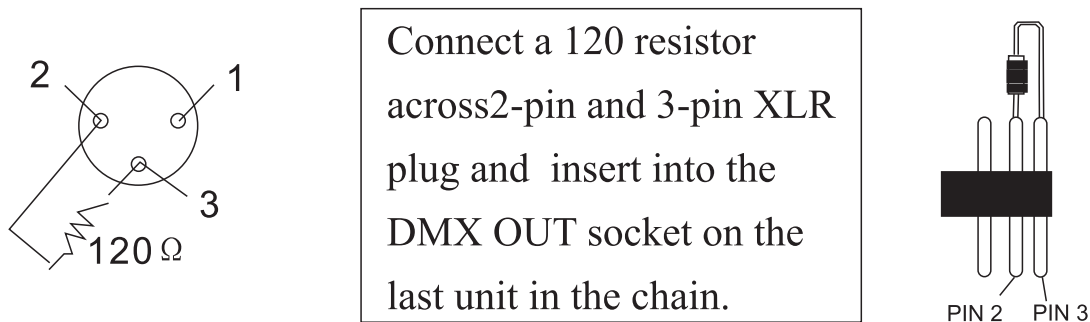 2
1
3
120 Ω
Connect a 120 resistor
across2-pin and 3-pin XLR
plug and insert into the
DMX OUT socket on the
last unit in the chain.
PIN 2 PIN 3